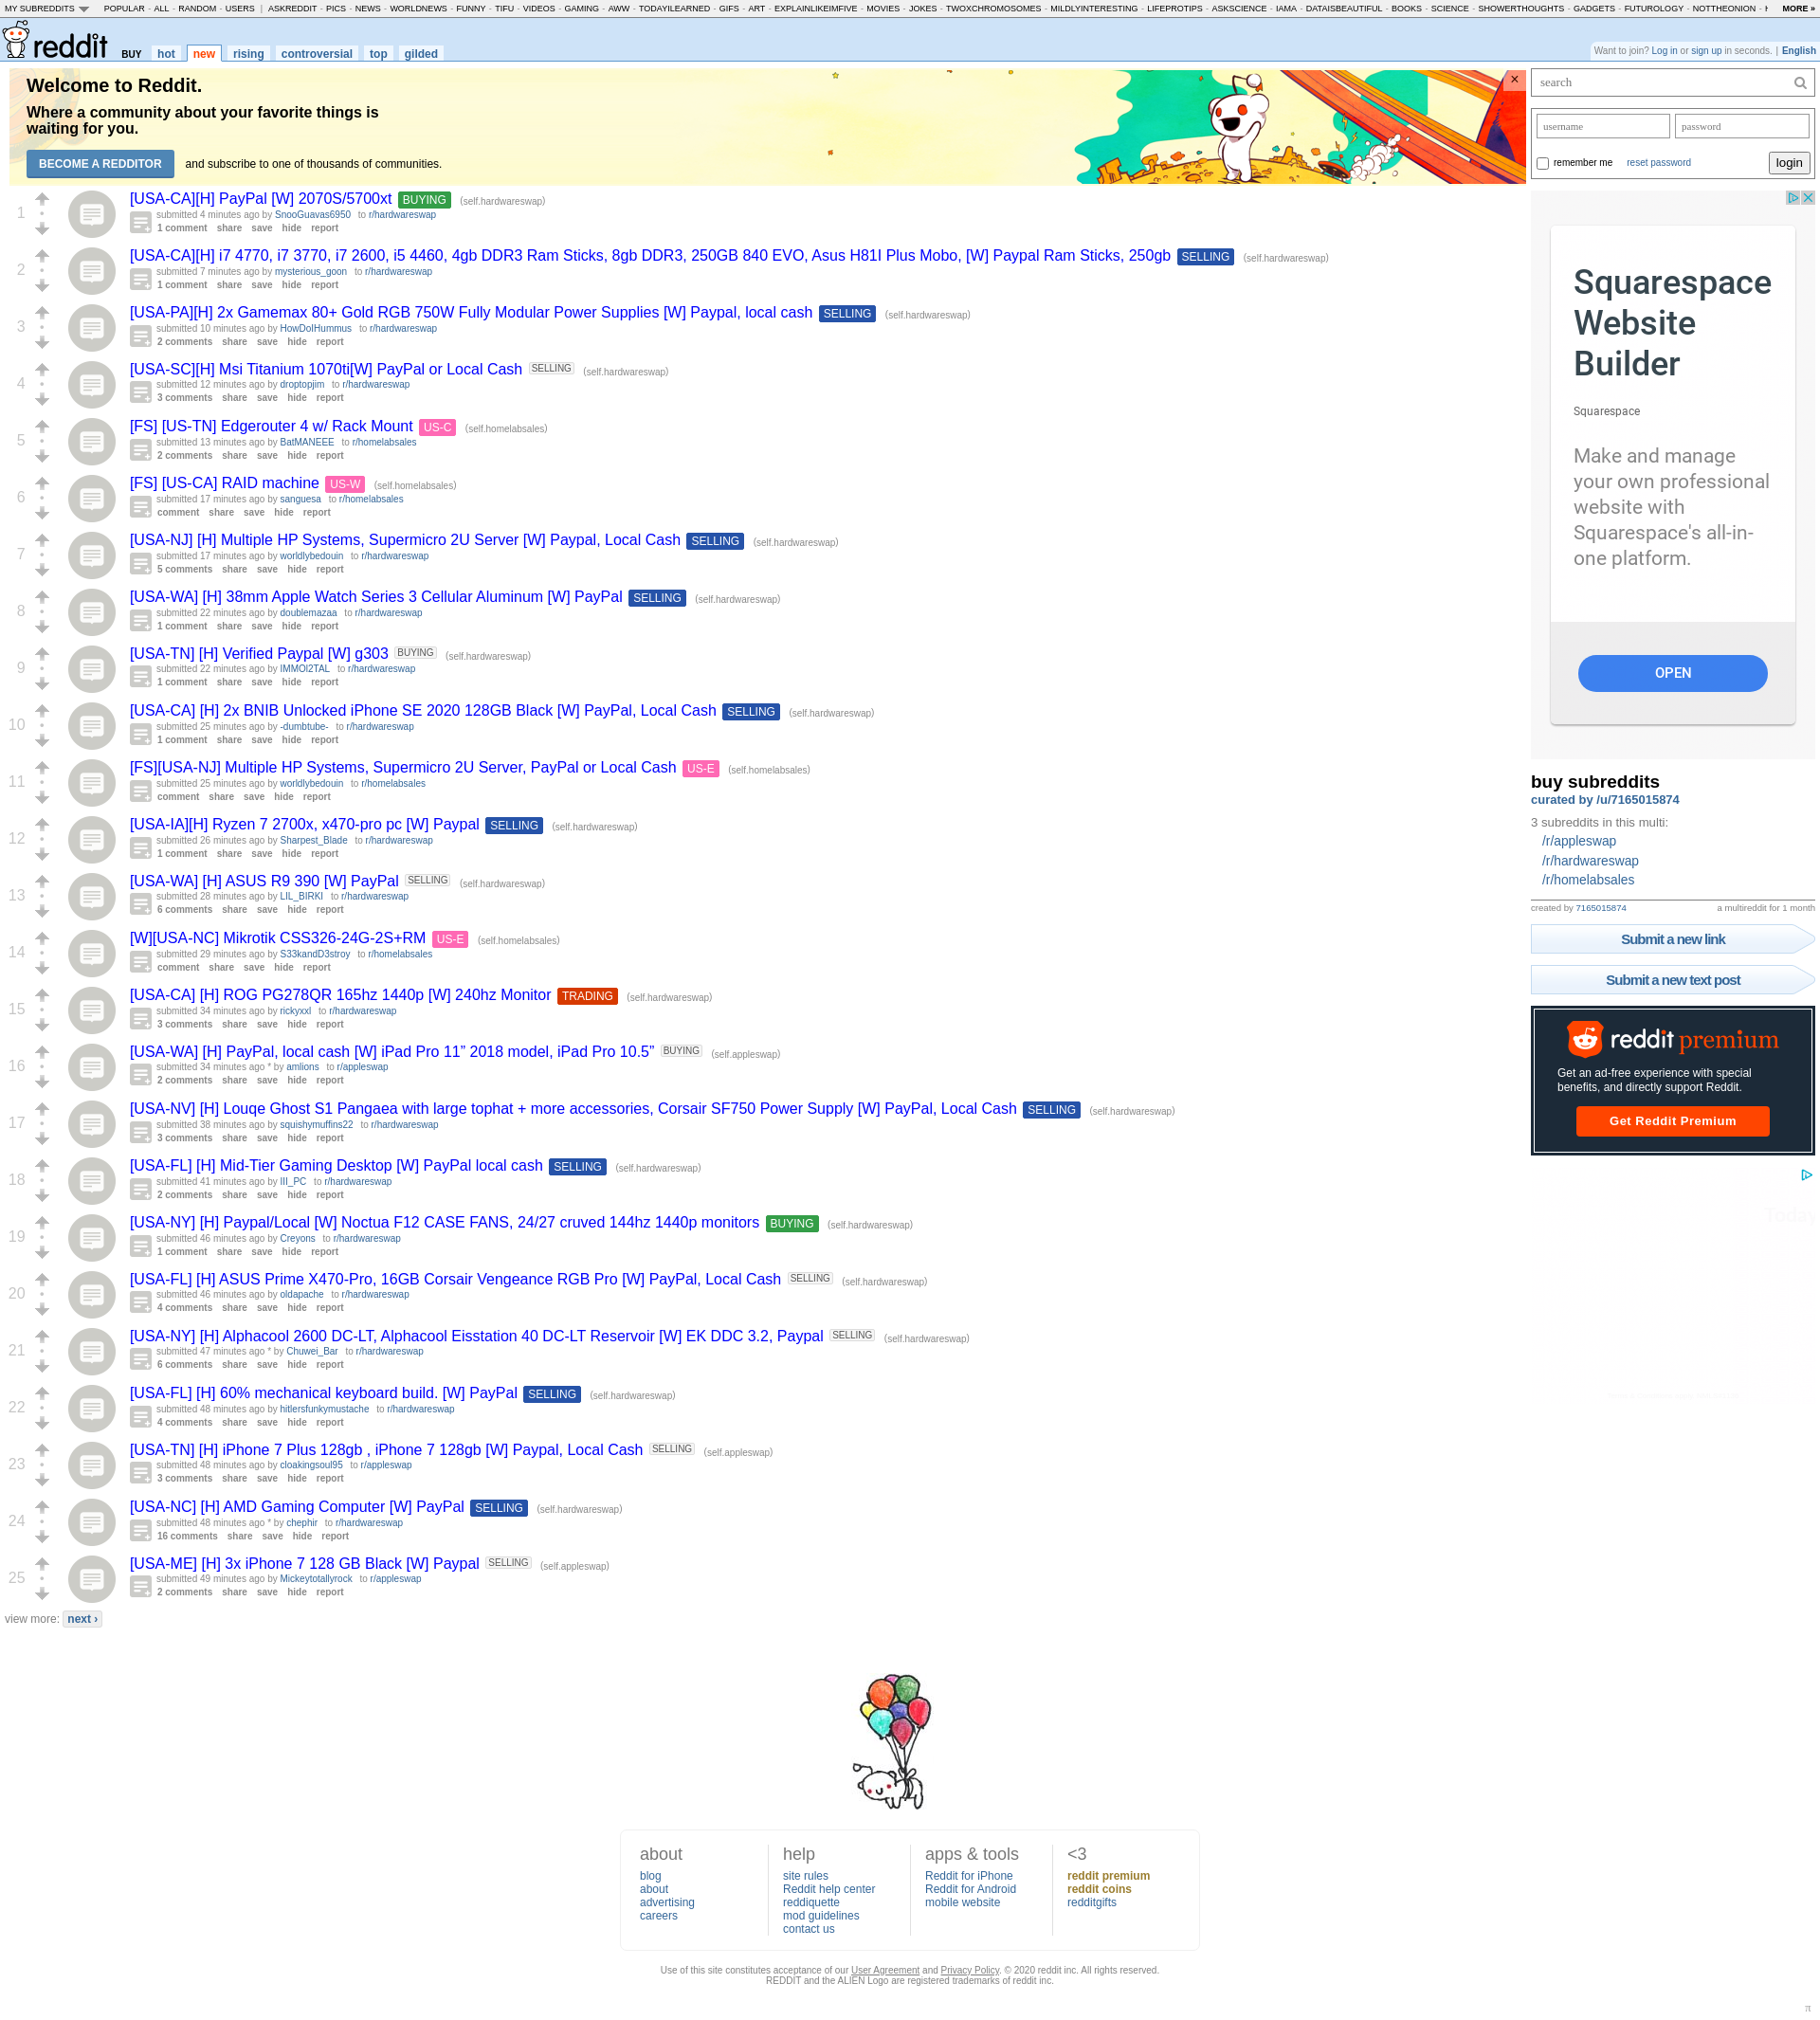 MY SUBREDDITS POPULAR - ALL - RANDOM - USERS | ASKREDDIT - PICS - NEWS - WORLDNEWS - FUNNY - TIFU - VIDEOS - GAMING - AWW - TODAYILEARNED - GIFS - ART - EXPLAINLIKEIMFIVE - MOVIES - JOKES - TWOXCHROMOSOMES - MILDLYINTERESTING - LIFEPROTIPS - ASKSCIENCE - IAMA - DATAISBEAUTIFUL - BOOKS - SCIENCE - SHOWERTHOUGHTS - GADGETS - FUTUROLOGY - NOTTHEONION - MORE »
reddit BUY hot new rising controversial top gilded
Want to join? Log in or sign up in seconds. | English
Welcome to Reddit.
Where a community about your favorite things is
waiting for you.
BECOME A REDDITOR and subscribe to one of thousands of communities.
×
1
[USA-CA][H] PayPal [W] 2070S/5700xt BUYING (self.hardwareswap)
submitted 4 minutes ago by SnooGuavas6950 to r/hardwareswap
1 comment share save hide report
2
[USA-CA][H] i7 4770, i7 3770, i7 2600, i5 4460, 4gb DDR3 Ram Sticks, 8gb DDR3, 250GB 840 EVO, Asus H81I Plus Mobo, [W] Paypal Ram Sticks, 250gb SELLING (self.hardwareswap)
submitted 7 minutes ago by mysterious_goon to r/hardwareswap
1 comment share save hide report
3
[USA-PA][H] 2x Gamemax 80+ Gold RGB 750W Fully Modular Power Supplies [W] Paypal, local cash SELLING (self.hardwareswap)
submitted 10 minutes ago by HowDoIHummus to r/hardwareswap
2 comments share save hide report
4
[USA-SC][H] Msi Titanium 1070ti[W] PayPal or Local Cash SELLING (self.hardwareswap)
submitted 12 minutes ago by droptopjim to r/hardwareswap
3 comments share save hide report
5
[FS] [US-TN] Edgerouter 4 w/ Rack Mount US-C (self.homelabsales)
submitted 13 minutes ago by BatMANEEE to r/homelabsales
2 comments share save hide report
6
[FS] [US-CA] RAID machine US-W (self.homelabsales)
submitted 17 minutes ago by sanguesa to r/homelabsales
comment share save hide report
7
[USA-NJ] [H] Multiple HP Systems, Supermicro 2U Server [W] Paypal, Local Cash SELLING (self.hardwareswap)
submitted 17 minutes ago by worldlybedouin to r/hardwareswap
5 comments share save hide report
8
[USA-WA] [H] 38mm Apple Watch Series 3 Cellular Aluminum [W] PayPal SELLING (self.hardwareswap)
submitted 22 minutes ago by doublemazaa to r/hardwareswap
1 comment share save hide report
9
[USA-TN] [H] Verified Paypal [W] g303 BUYING (self.hardwareswap)
submitted 22 minutes ago by IMMOI2TAL to r/hardwareswap
1 comment share save hide report
10
[USA-CA] [H] 2x BNIB Unlocked iPhone SE 2020 128GB Black [W] PayPal, Local Cash SELLING (self.hardwareswap)
submitted 25 minutes ago by -dumbtube- to r/hardwareswap
1 comment share save hide report
11
[FS][USA-NJ] Multiple HP Systems, Supermicro 2U Server, PayPal or Local Cash US-E (self.homelabsales)
submitted 25 minutes ago by worldlybedouin to r/homelabsales
comment share save hide report
12
[USA-IA][H] Ryzen 7 2700x, x470-pro pc [W] Paypal SELLING (self.hardwareswap)
submitted 26 minutes ago by Sharpest_Blade to r/hardwareswap
1 comment share save hide report
13
[USA-WA] [H] ASUS R9 390 [W] PayPal SELLING (self.hardwareswap)
submitted 28 minutes ago by LIL_BIRKI to r/hardwareswap
6 comments share save hide report
14
[W][USA-NC] Mikrotik CSS326-24G-2S+RM US-E (self.homelabsales)
submitted 29 minutes ago by S33kandD3stroy to r/homelabsales
comment share save hide report
15
[USA-CA] [H] ROG PG278QR 165hz 1440p [W] 240hz Monitor TRADING (self.hardwareswap)
submitted 34 minutes ago by rickyxxl to r/hardwareswap
3 comments share save hide report
16
[USA-WA] [H] PayPal, local cash [W] iPad Pro 11” 2018 model, iPad Pro 10.5” BUYING (self.appleswap)
submitted 34 minutes ago * by amlions to r/appleswap
2 comments share save hide report
17
[USA-NV] [H] Louqe Ghost S1 Pangaea with large tophat + more accessories, Corsair SF750 Power Supply [W] PayPal, Local Cash SELLING (self.hardwareswap)
submitted 38 minutes ago by squishymuffins22 to r/hardwareswap
3 comments share save hide report
18
[USA-FL] [H] Mid-Tier Gaming Desktop [W] PayPal local cash SELLING (self.hardwareswap)
submitted 41 minutes ago by III_PC to r/hardwareswap
2 comments share save hide report
19
[USA-NY] [H] Paypal/Local [W] Noctua F12 CASE FANS, 24/27 cruved 144hz 1440p monitors BUYING (self.hardwareswap)
submitted 46 minutes ago by Creyons to r/hardwareswap
1 comment share save hide report
20
[USA-FL] [H] ASUS Prime X470-Pro, 16GB Corsair Vengeance RGB Pro [W] PayPal, Local Cash SELLING (self.hardwareswap)
submitted 46 minutes ago by oldapache to r/hardwareswap
4 comments share save hide report
21
[USA-NY] [H] Alphacool 2600 DC-LT, Alphacool Eisstation 40 DC-LT Reservoir [W] EK DDC 3.2, Paypal SELLING (self.hardwareswap)
submitted 47 minutes ago * by Chuwei_Bar to r/hardwareswap
6 comments share save hide report
22
[USA-FL] [H] 60% mechanical keyboard build. [W] PayPal SELLING (self.hardwareswap)
submitted 48 minutes ago by hitlersfunkymustache to r/hardwareswap
4 comments share save hide report
23
[USA-TN] [H] iPhone 7 Plus 128gb , iPhone 7 128gb [W] Paypal, Local Cash SELLING (self.appleswap)
submitted 48 minutes ago by cloakingsoul95 to r/appleswap
3 comments share save hide report
24
[USA-NC] [H] AMD Gaming Computer [W] PayPal SELLING (self.hardwareswap)
submitted 48 minutes ago * by chephir to r/hardwareswap
16 comments share save hide report
25
[USA-ME] [H] 3x iPhone 7 128 GB Black [W] Paypal SELLING (self.appleswap)
submitted 49 minutes ago by Mickeytotallyrock to r/appleswap
2 comments share save hide report
view more: next ›
search
username password
remember me reset password login
Squarespace
Website
Builder
Squarespace
Make and manage
your own professional
website with
Squarespace's all-in-
one platform.
OPEN
buy subreddits
curated by /u/7165015874
3 subreddits in this multi:
/r/appleswap
/r/hardwareswap
/r/homelabsales
created by 7165015874 a multireddit for 1 month
Submit a new link
Submit a new text post
reddit premium
Get an ad-free experience with special
benefits, and directly support Reddit.
Get Reddit Premium
about
blog
about
advertising
careers
help
site rules
Reddit help center
reddiquette
mod guidelines
contact us
apps & tools
Reddit for iPhone
Reddit for Android
mobile website
<3
reddit premium
reddit coins
redditgifts
Use of this site constitutes acceptance of our User Agreement and Privacy Policy. © 2020 reddit inc. All rights reserved.
REDDIT and the ALIEN Logo are registered trademarks of reddit inc.
π